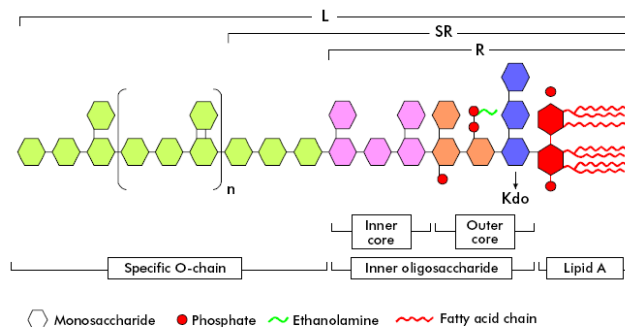 L
SR
R
n
Kdo
Inner core
Outer core
Specific O-chain
Inner oligosaccharide
Lipid A
Monosaccharide
Phosphate
Ethanolamine
Fatty acid chain